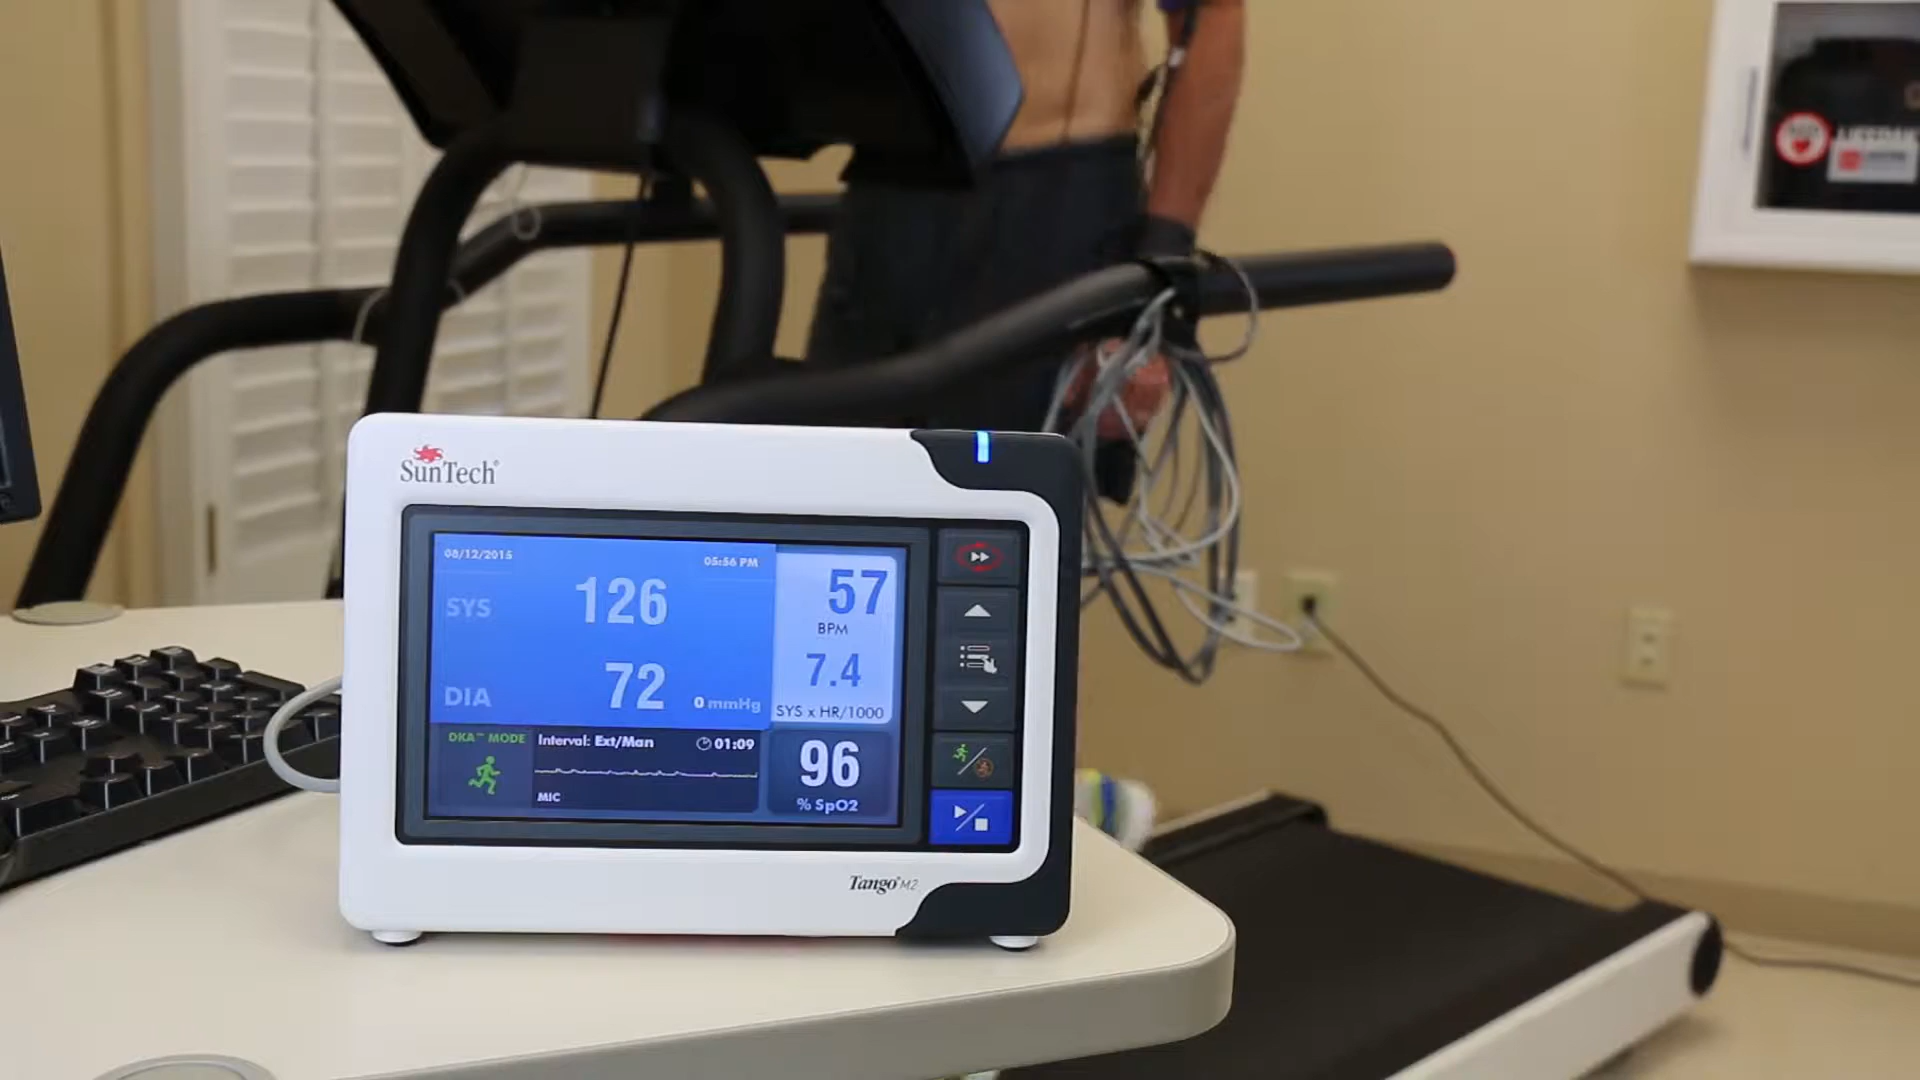 SunTech®
08/12/2015
05:56 PM
SYS
126
DIA
72
0 mmHg
57
BPM
7.4
SYS x HR/1000
DKA™ MODE
Interval: Ext/Man
01:09
MIC
96
% SpO2
Tango® M2